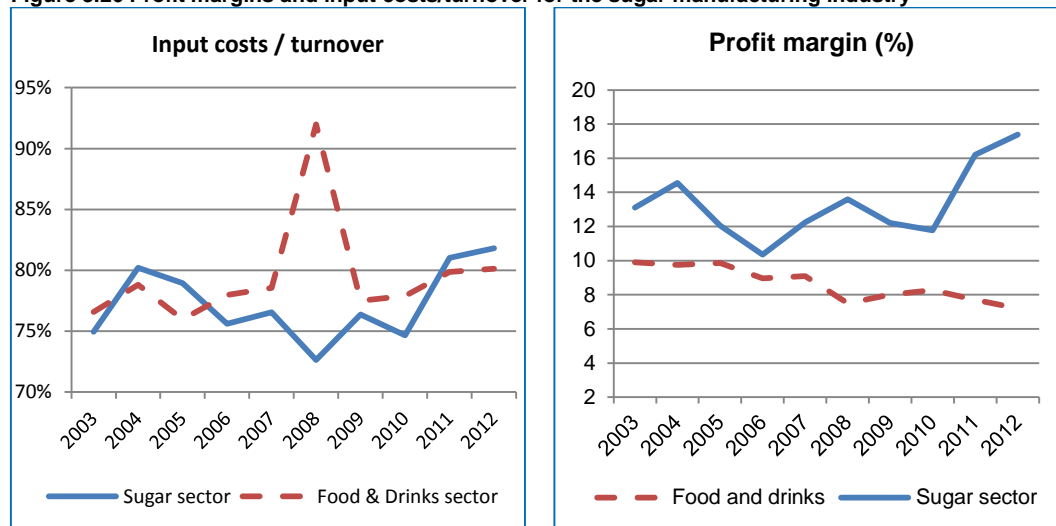 Input costs / turnover
95%
90%
85%
80%
75%
70%
2003 2004 2005 2006 2007 2008 2009 2010 2011 2012
Sugar sector Food & Drinks sector
Profit margin (%)
20
18
16
14
12
10
8
6
4
2
2003 2004 2005 2006 2007 2008 2009 2010 2011 2012
Food and drinks Sugar sector